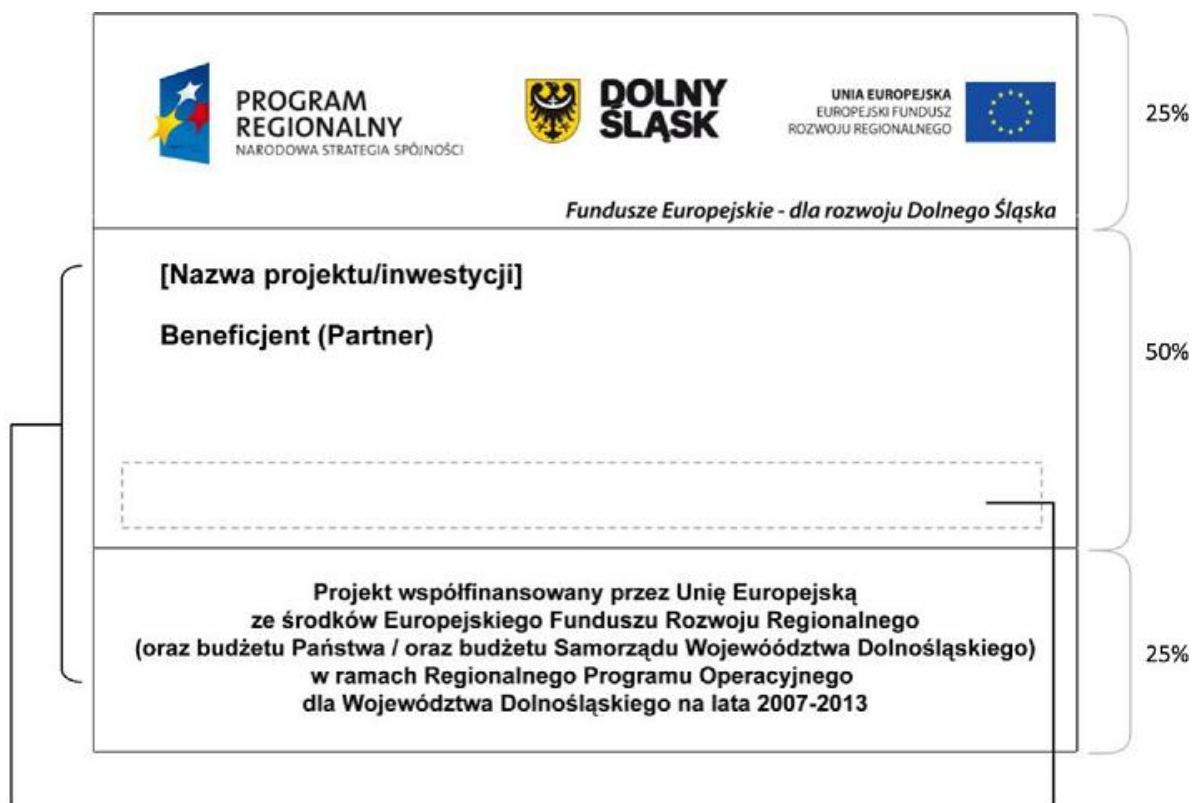 PROGRAM
REGIONALNY
NARODOWA STRATEGIA SPÓJNOŚCI
DOLNY
ŚLĄSK
UNIA EUROPEJSKA
EUROPEJSKI FUNDUSZ
ROZWOJU REGIONALNEGO
25%
Fundusze Europejskie - dla rozwoju Dolnego Śląska
[Nazwa projektu/inwestycji]
Beneficjent (Partner)
50%
Projekt współfinansowany przez Unię Europejską
ze środków Europejskiego Funduszu Rozwoju Regionalnego
(oraz budżetu Państwa / oraz budżetu Samorządu Wojewóództwa Dolnośląskiego)
w ramach Regionalnego Programu Operacyjnego
dla Województwa Dolnośląskiego na lata 2007-2013
25%